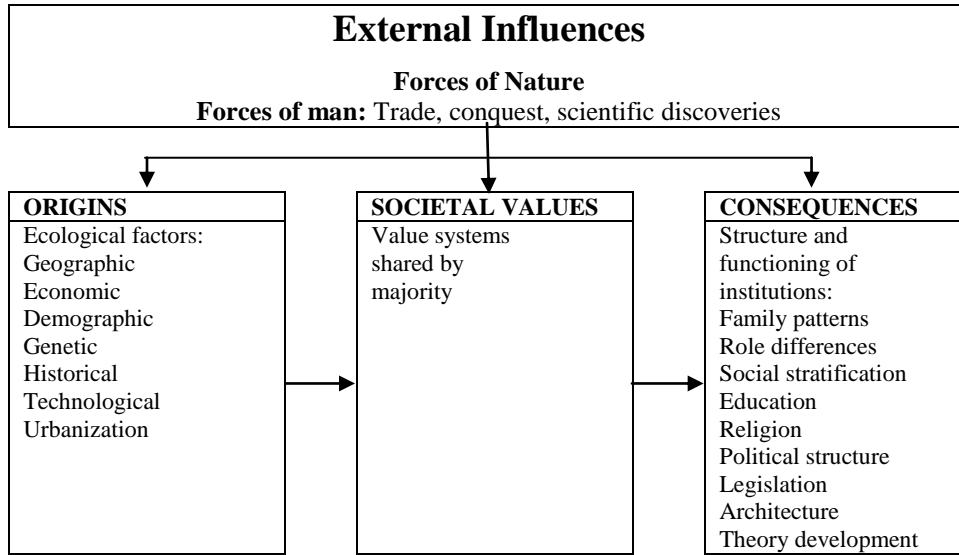 External Influences
Forces of Nature
Forces of man: Trade, conquest, scientific discoveries
ORIGINS
Ecological factors:
Geographic
Economic
Demographic
Genetic
Historical
Technological
Urbanization
SOCIETAL VALUES
Value systems
shared by
majority
CONSEQUENCES
Structure and
functioning of
institutions:
Family patterns
Role differences
Social stratification
Education
Religion
Political structure
Legislation
Architecture
Theory development